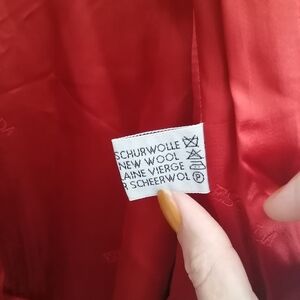 SCHURWOLLE
NEW WOOL
LAINE VIERGE
R SCHEERWOL P